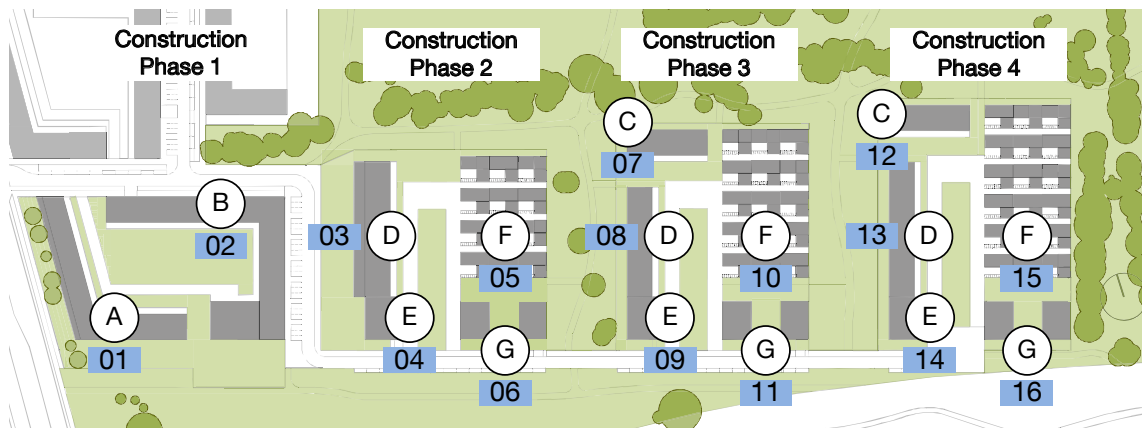 Construction
Phase 1
Construction
Phase 2
Construction
Phase 3
Construction
Phase 4
A
01
B
02
03
D
E
04
F
05
G
06
C
07
08
D
E
09
F
10
G
11
C
12
13
D
E
14
F
15
G
16